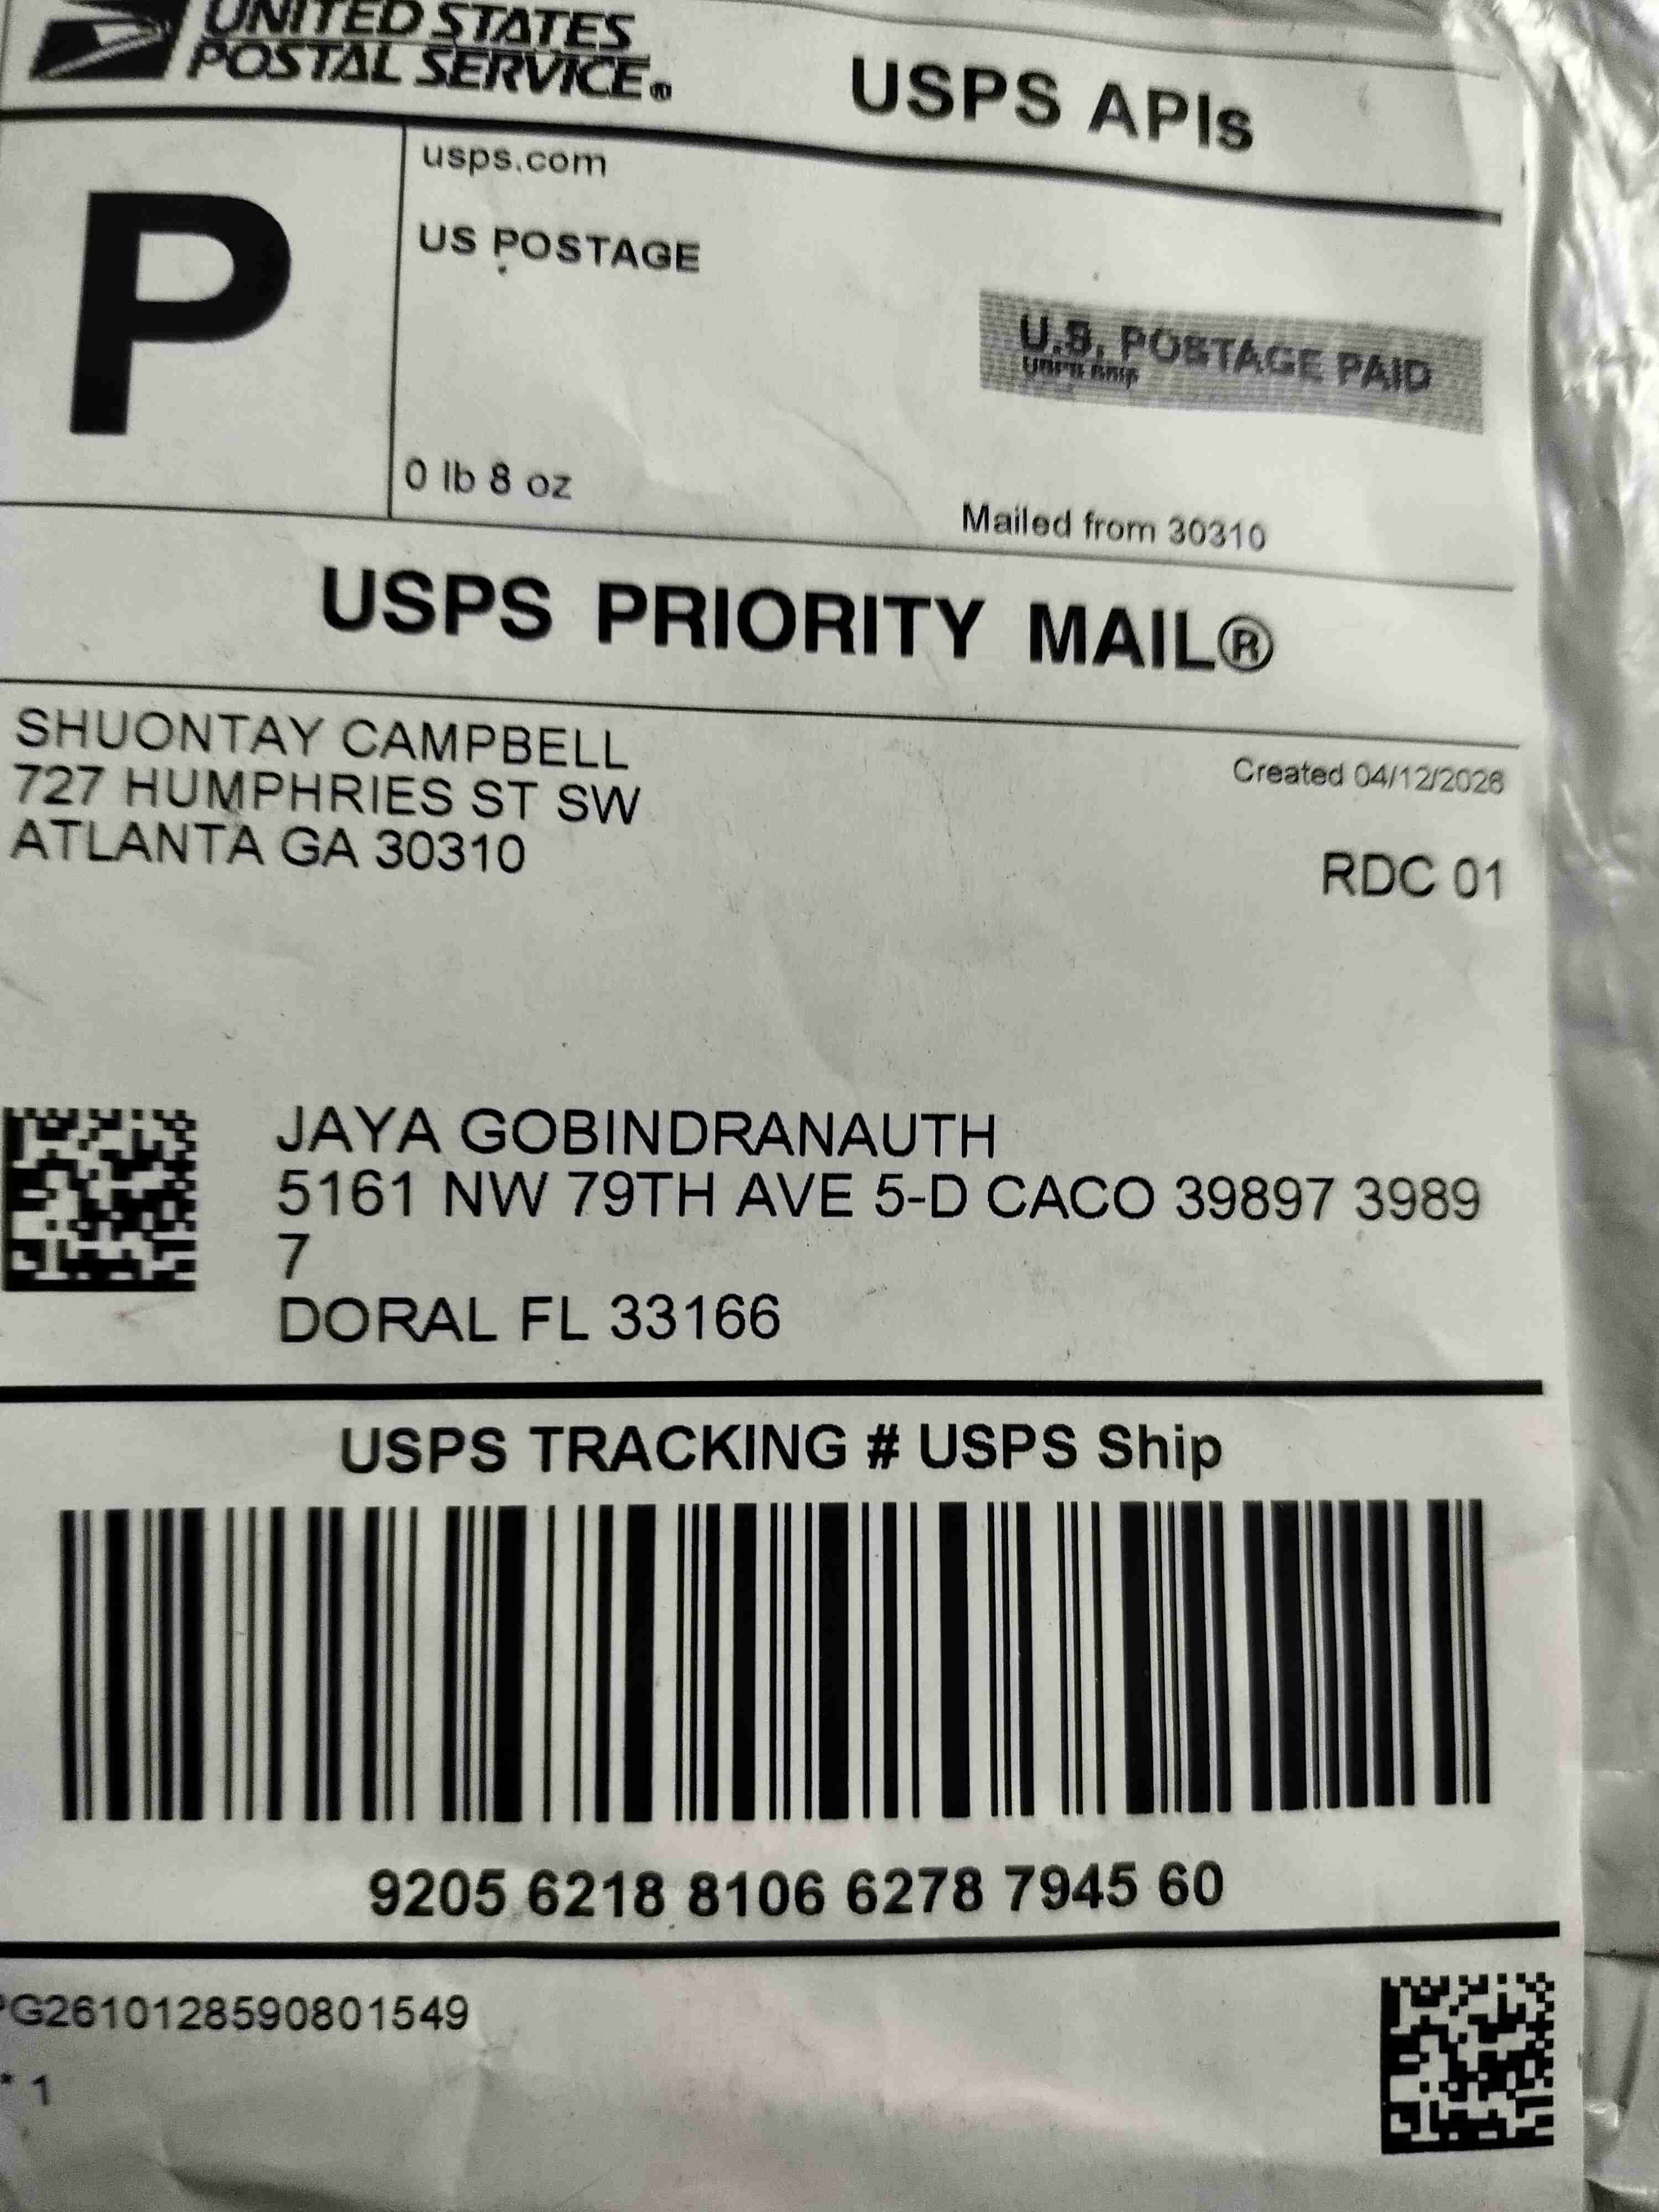 UNITED STATES
POSTAL SERVICE®
USPS APIs
P
usps.com
US POSTAGE
U.S. POSTAGE PAID
USPS Ship
0 lb 8 oz
Mailed from 30310
USPS PRIORITY MAIL®
SHUONTAY CAMPBELL
727 HUMPHRIES ST SW
ATLANTA GA 30310
Created 04/12/2026
RDC 01
JAYA GOBINDRANAUTH
5161 NW 79TH AVE 5-D CACO 39897 3989
7
DORAL FL 33166
USPS TRACKING # USPS Ship
9205 6218 8106 6278 7945 60
PG2610128590801549
* 1